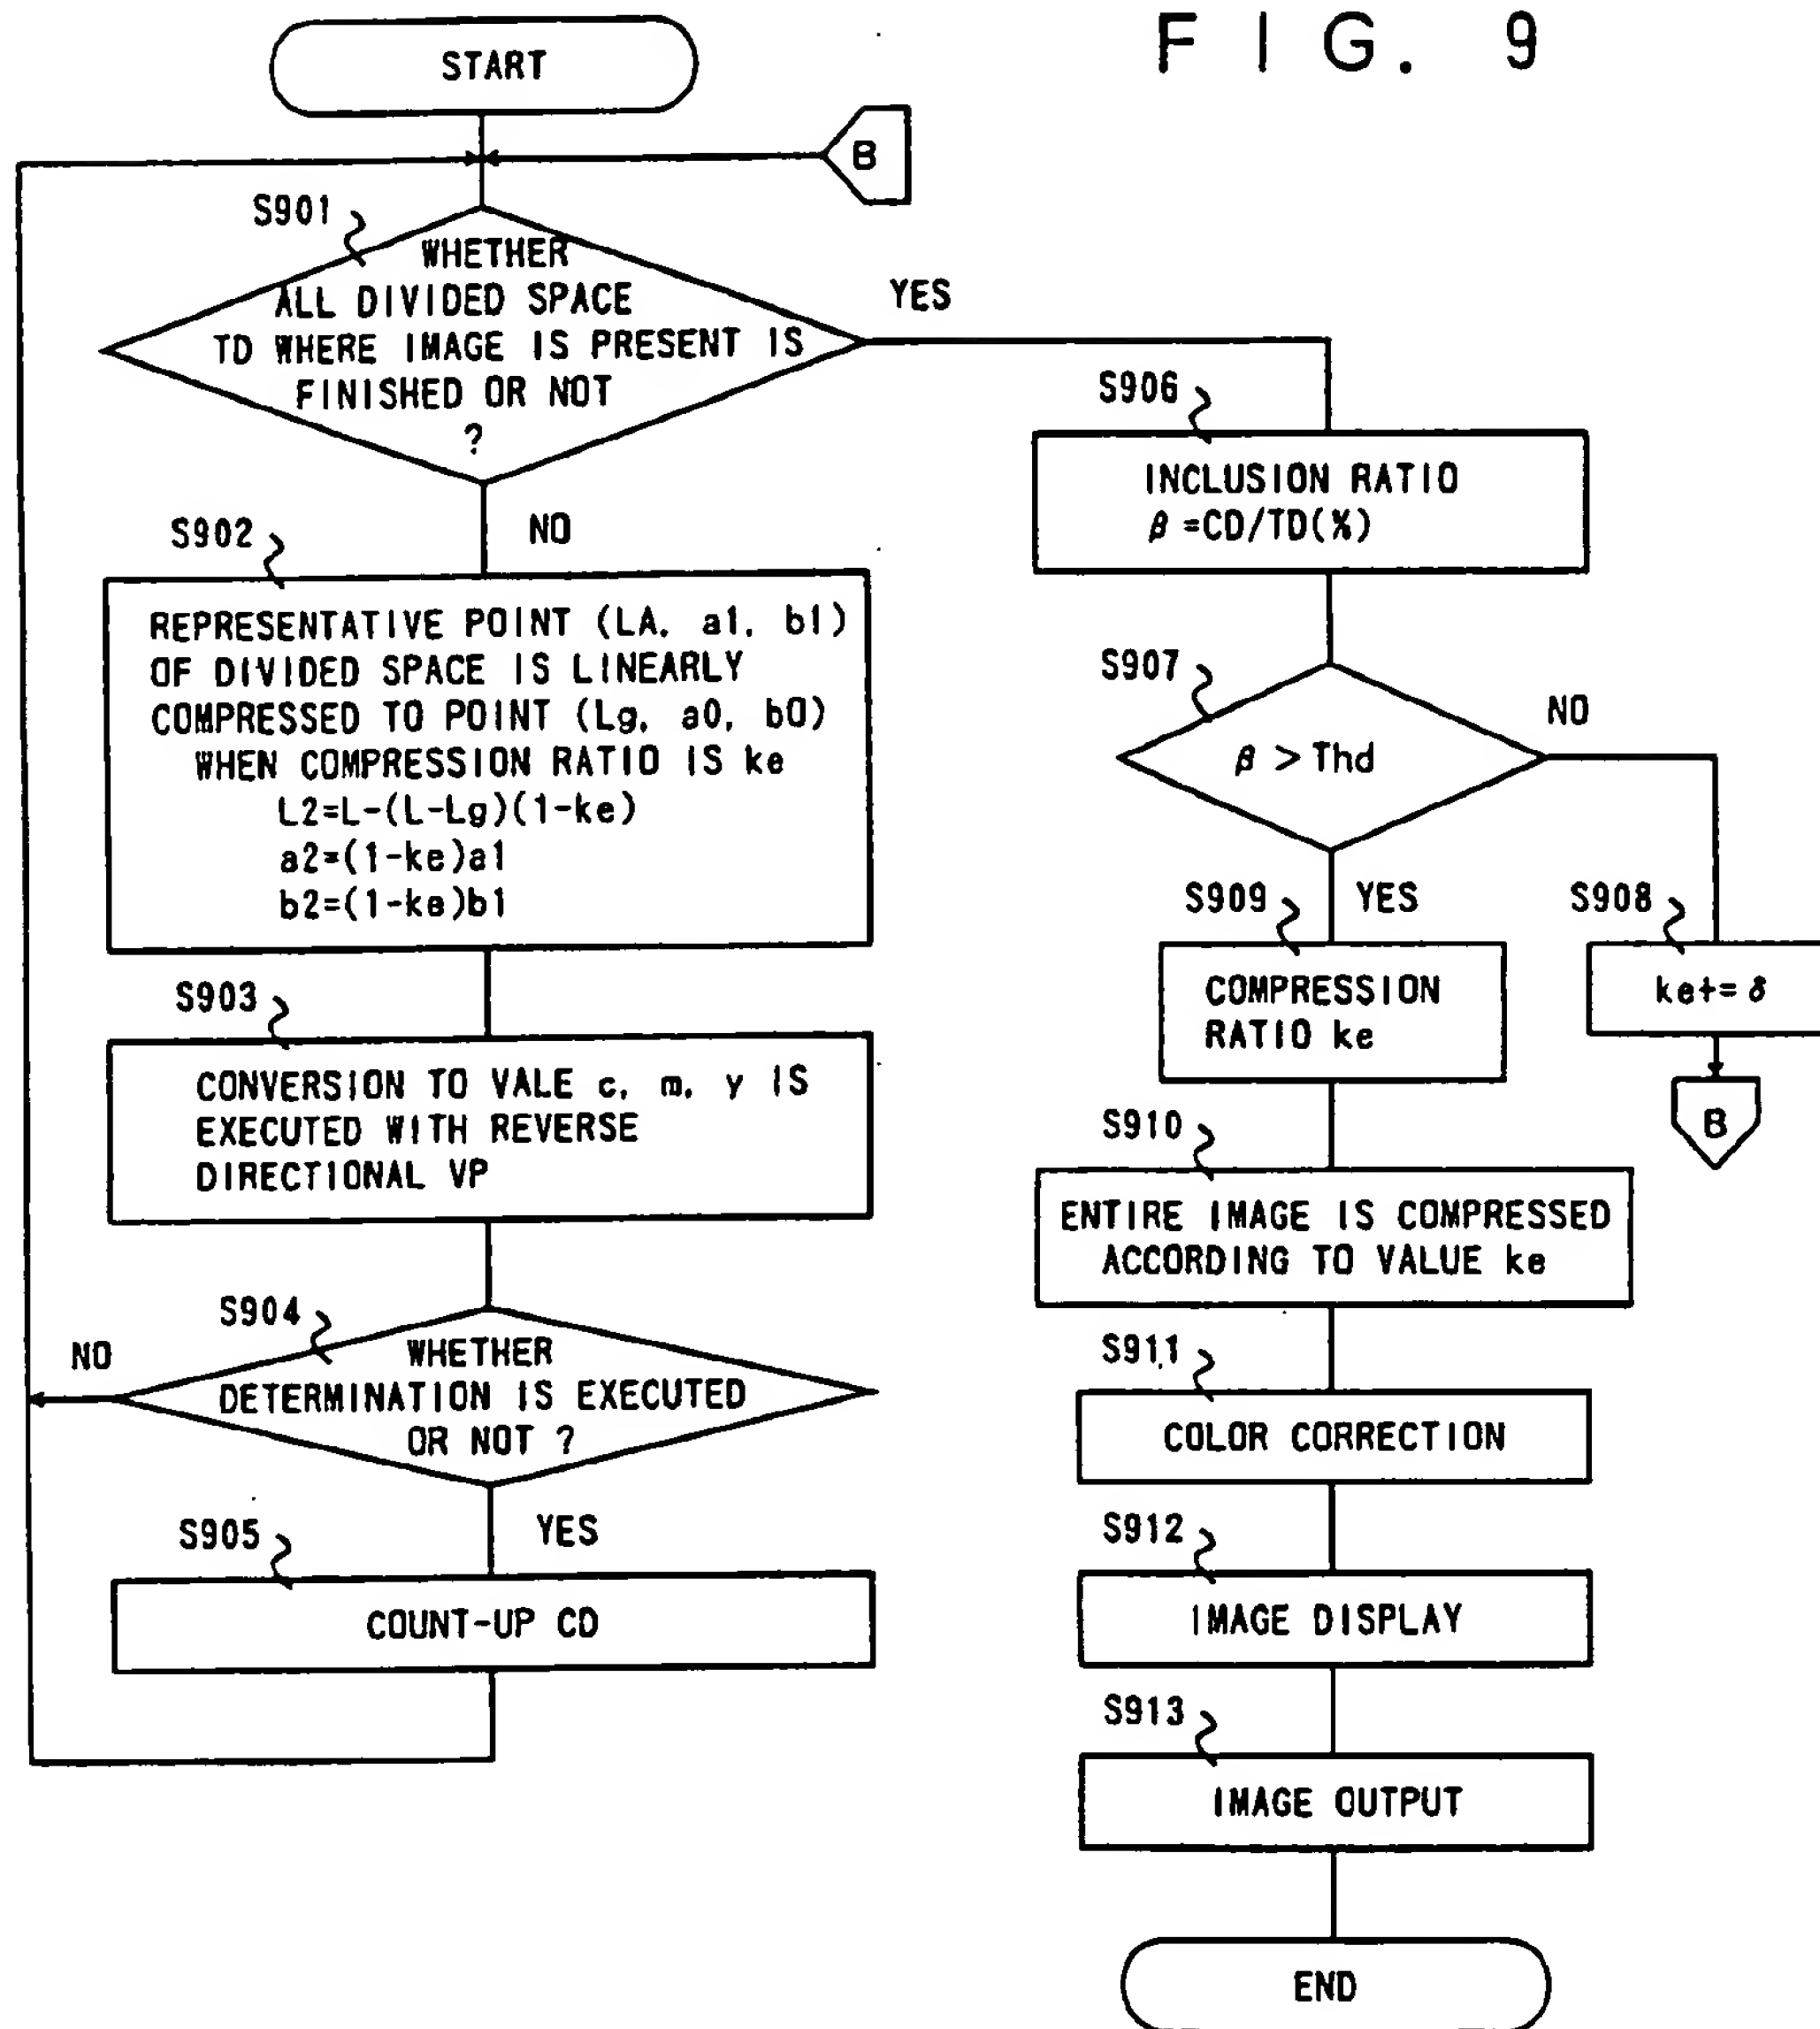 FIG. 9
START
B
S901
WHETHER
ALL DIVIDED SPACE
TD WHERE IMAGE IS PRESENT IS
FINISHED OR NOT
?
YES
NO
S902
REPRESENTATIVE POINT (LA, a1, b1)
OF DIVIDED SPACE IS LINEARLY
COMPRESSED TO POINT (Lg, a0, b0)
WHEN COMPRESSION RATIO IS ke
L2=L-(L-Lg)(1-ke)
a2=(1-ke)a1
b2=(1-ke)b1
S903
CONVERSION TO VALE c, m, y IS
EXECUTED WITH REVERSE
DIRECTIONAL VP
S904
NO
WHETHER
DETERMINATION IS EXECUTED
OR NOT ?
YES
S905
COUNT-UP CD
S906
INCLUSION RATIO
β=CD/TD(%)
S907
β > Thd
NO
YES
S908
ke+= δ
B
S909
COMPRESSION
RATIO ke
S910
ENTIRE IMAGE IS COMPRESSED
ACCORDING TO VALUE ke
S911
COLOR CORRECTION
S912
IMAGE DISPLAY
S913
IMAGE OUTPUT
END